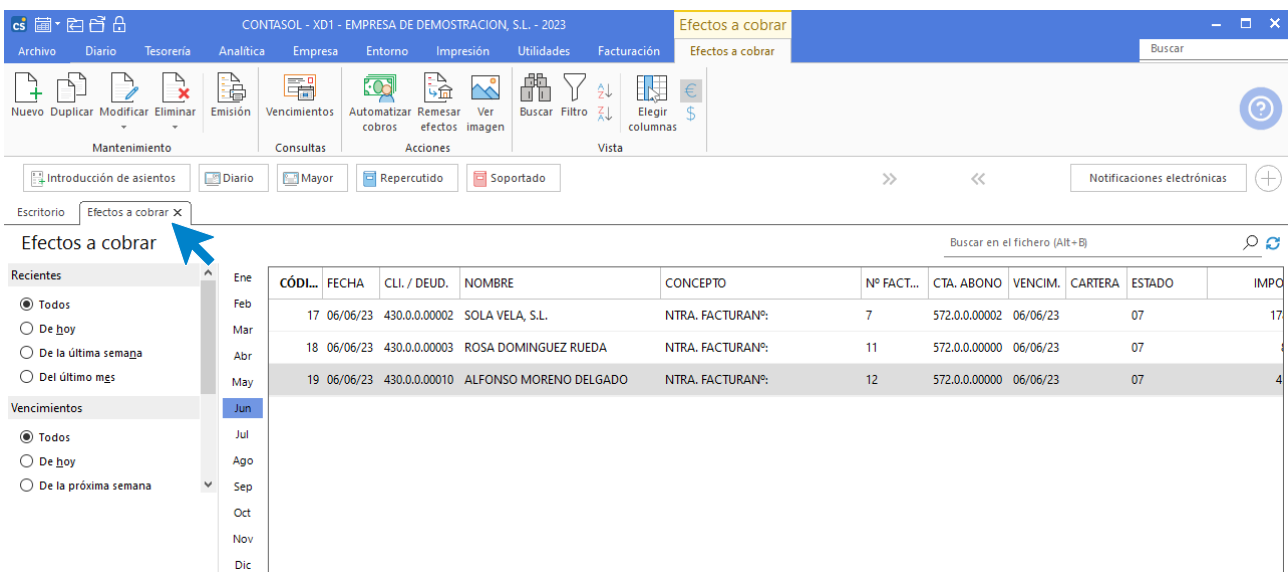 cs CONTASOL - XD1 - EMPRESA DE DEMOSTRACION, S.L. - 2023 Efectos a cobrar
Archivo Diario Tesorería Analítica Empresa Entorno Impresión Utilidades Facturación Efectos a cobrar Buscar
Nuevo Duplicar Modificar Eliminar Emisión Vencimientos Automatizar cobros Remesar efectos Ver imagen Buscar Filtro Elegir columnas
Mantenimiento Consultas Acciones Vista
Introducción de asientos Diario Mayor Repercutido Soportado Notificaciones electrónicas
Escritorio Efectos a cobrar
Efectos a cobrar Buscar en el fichero (Alt+B)
Recientes
Todos
De hoy
De la última semana
Del último mes
Vencimientos
Todos
De hoy
De la próxima semana
Ene
Feb
Mar
Abr
May
Jun
Jul
Ago
Sep
Oct
Nov
Dic
CÓDI... FECHA CLI. / DEUD. NOMBRE CONCEPTO Nº FACT... CTA. ABONO VENCIM. CARTERA ESTADO IMPO
17 06/06/23 430.0.0.00002 SOLA VELA, S.L. NTRA. FACTURANº: 7 572.0.0.00002 06/06/23 07 17
18 06/06/23 430.0.0.00003 ROSA DOMINGUEZ RUEDA NTRA. FACTURANº: 11 572.0.0.00000 06/06/23 07
19 06/06/23 430.0.0.00010 ALFONSO MORENO DELGADO NTRA. FACTURANº: 12 572.0.0.00000 06/06/23 07 4